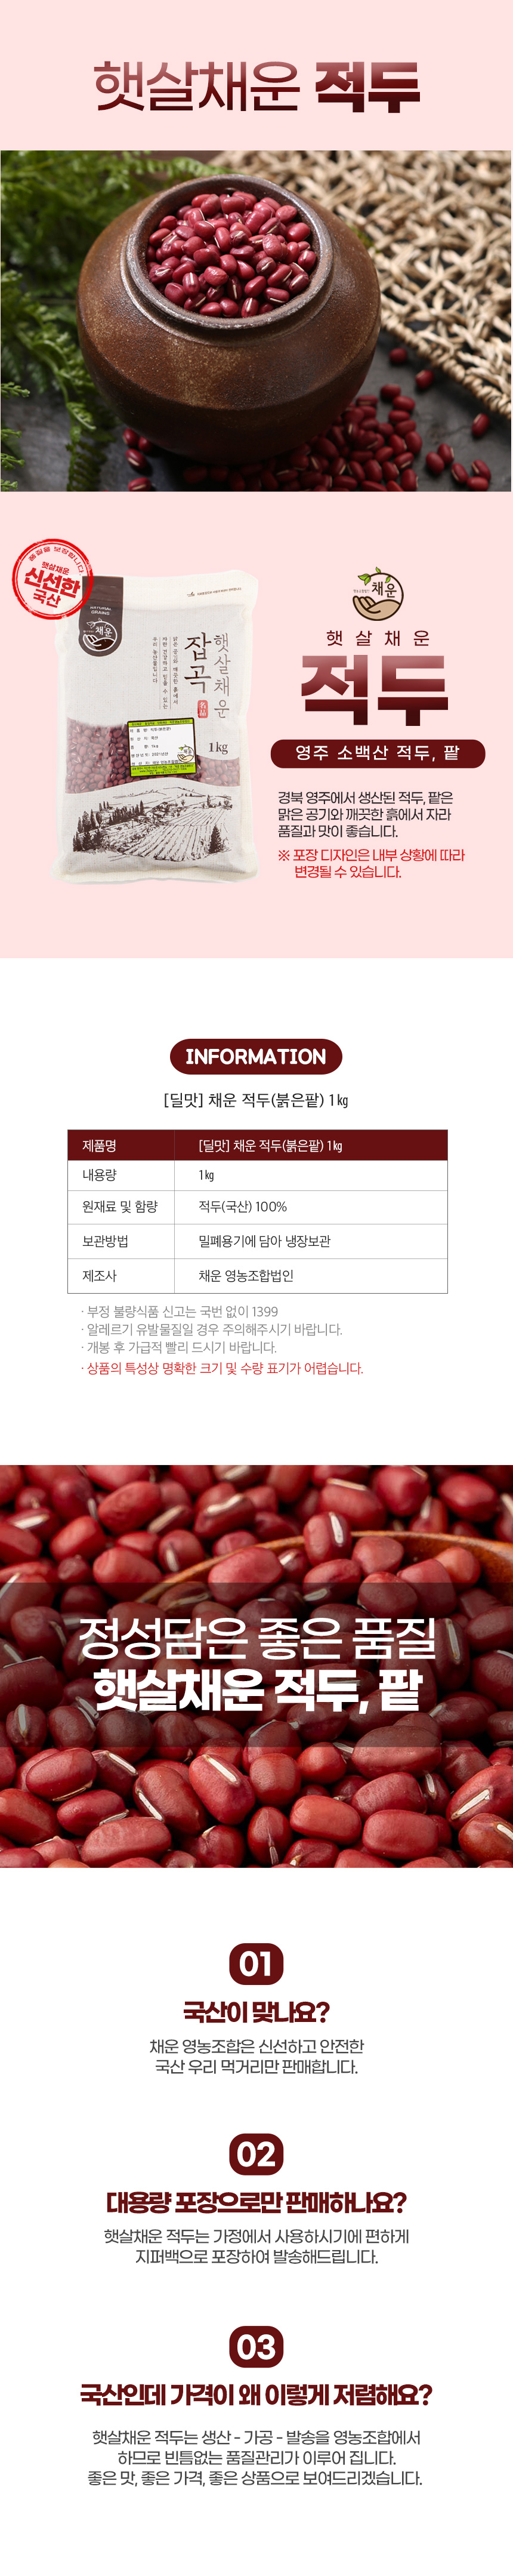 햇살채운 적두
품질을 보장합니다
햇살채운
신선한
국산
NATURAL
GRAINS
채운
햇살채운
잡곡
맑은 공기와 깨끗한 흙에서
자란 건강하고 믿을 수 있는
우리 농산물입니다
1kg
채운
햇살채운
적두
영주 소백산 적두, 팥
경북 영주에서 생산된 적두, 팥은
맑은 공기와 깨끗한 흙에서 자라
품질과 맛이 좋습니다.
※ 포장 디자인은 내부 상황에 따라
변경될 수 있습니다.
INFORMATION
[딜맛] 채운 적두(붉은팥) 1㎏
제품명 [딜맛] 채운 적두(붉은팥) 1㎏
내용량 1㎏
원재료 및 함량 적두(국산) 100%
보관방법 밀폐용기에 담아 냉장보관
제조사 채운 영농조합법인
· 부정 불량식품 신고는 국번 없이 1399
· 알레르기 유발물질일 경우 주의해주시기 바랍니다.
· 개봉 후 가급적 빨리 드시기 바랍니다.
· 상품의 특성상 명확한 크기 및 수량 표기가 어렵습니다.
정성담은 좋은 품질
햇살채운 적두, 팥
01
국산이 맞나요?
채운 영농조합은 신선하고 안전한
국산 우리 먹거리만 판매합니다.
02
대용량 포장으로만 판매하나요?
햇살채운 적두는 가정에서 사용하시기에 편하게
지퍼백으로 포장하여 발송해드립니다.
03
국산인데 가격이 왜 이렇게 저렴해요?
햇살채운 적두는 생산 - 가공 - 발송을 영농조합에서
하므로 빈틈없는 품질관리가 이루어 집니다.
좋은 맛, 좋은 가격, 좋은 상품으로 보여드리겠습니다.